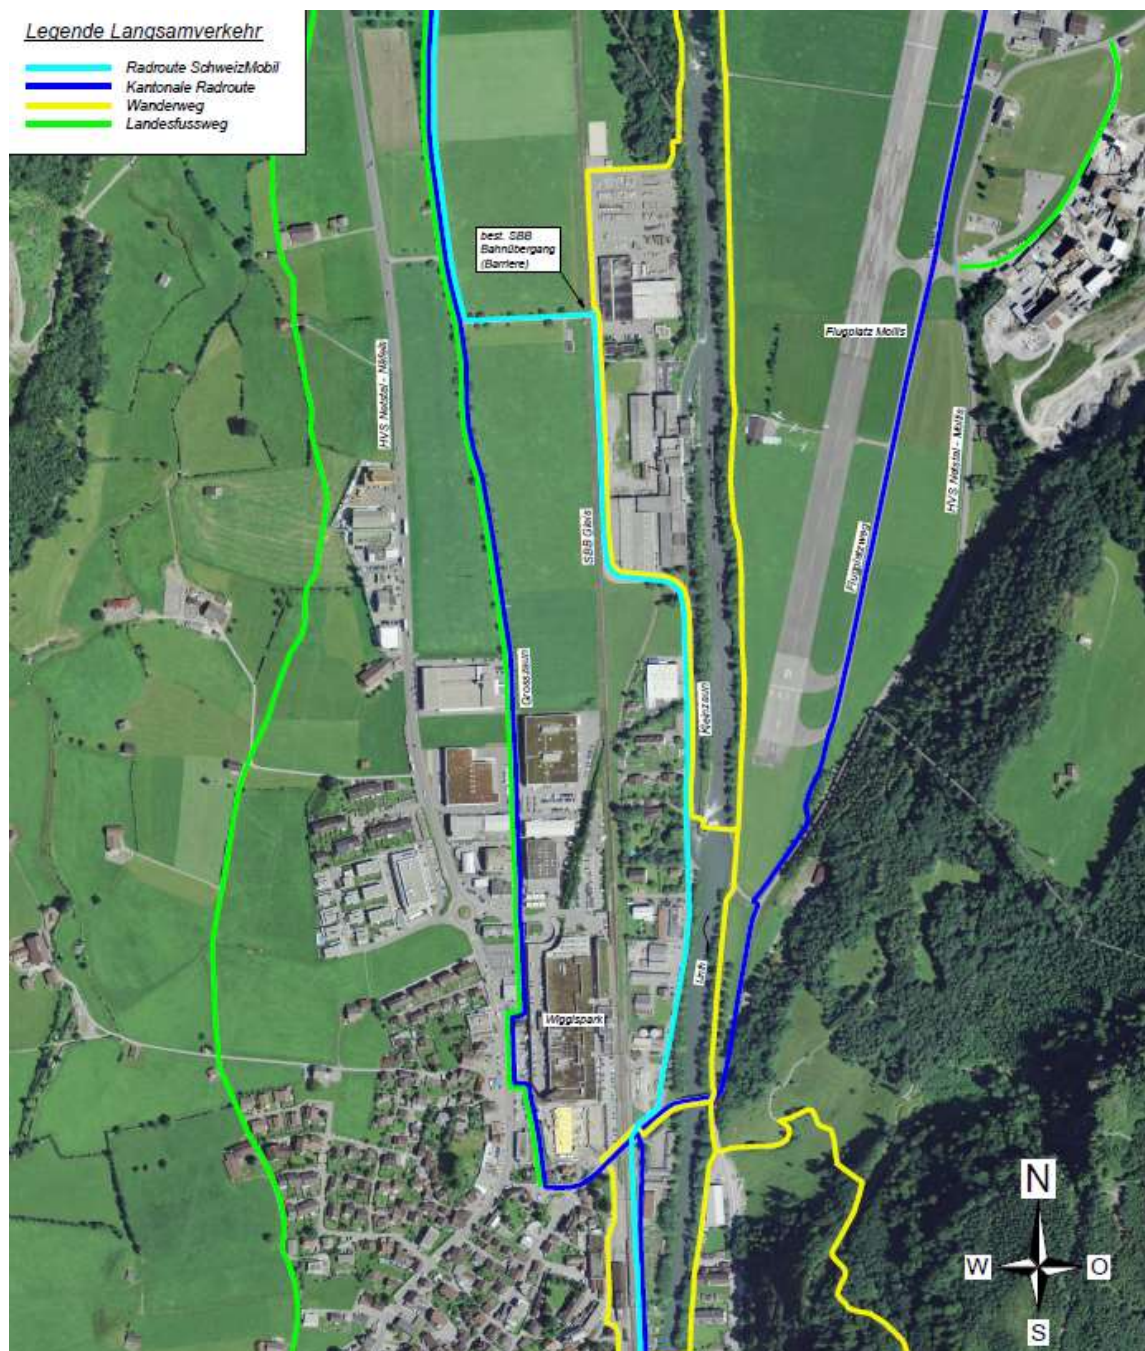 Legende Langsamverkehr
Radroute SchweizMobil
Kantonale Radroute
Wanderweg
Landesfussweg
best. SBB
Bahnübergang
(Barriere)
Flugplatz Mollis
HVS Netstal - Näfels
HVS Netstal - Mollis
SBB Gleis
Flugplatzweg
Grosszaun
Kleinzaun
Linth
Wiggispark
N
W
O
S